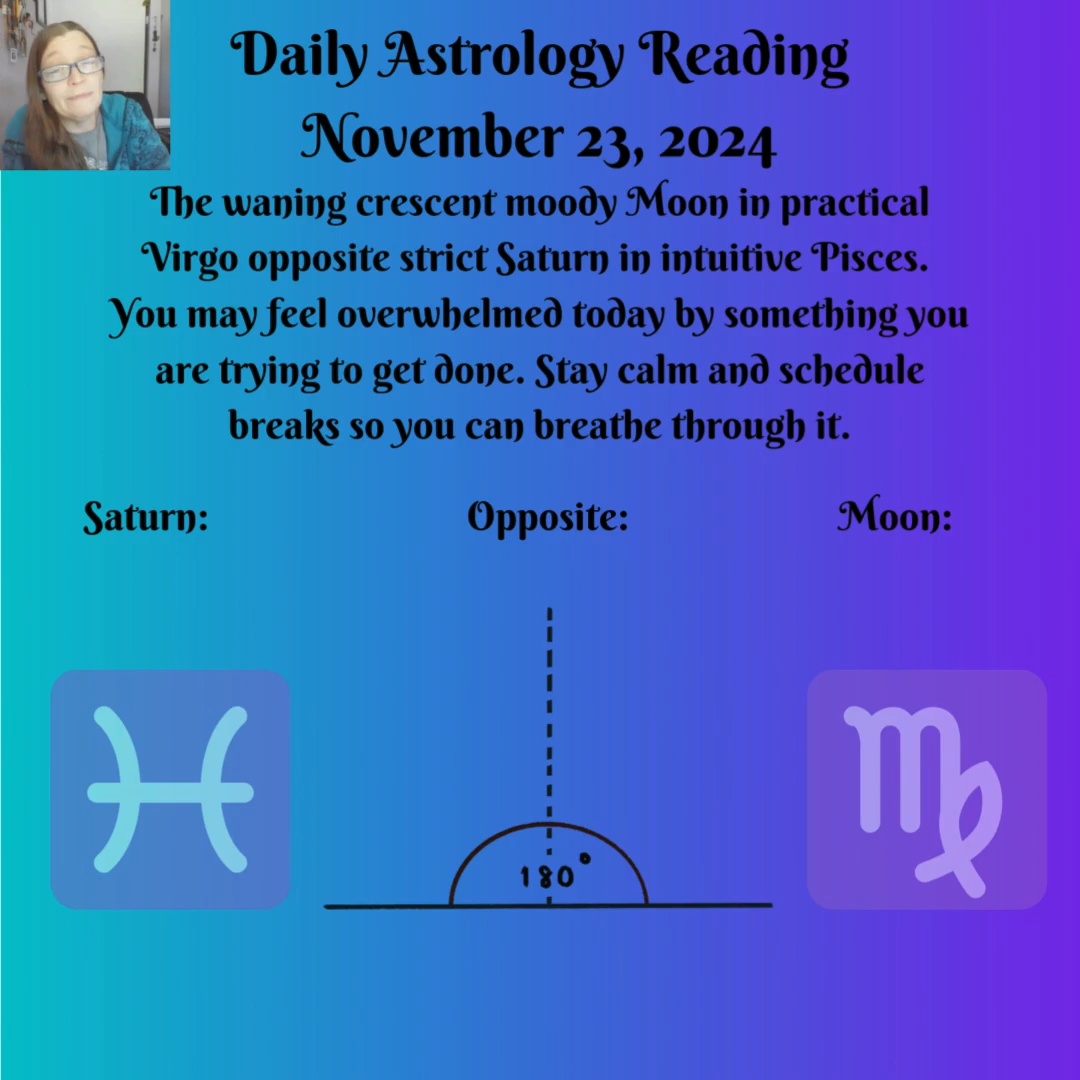 Daily Astrology Reading
November 23, 2024
The waning crescent moody Moon in practical
Virgo opposite strict Saturn in intuitive Pisces.
You may feel overwhelmed today by something you
are trying to get done. Stay calm and schedule
breaks so you can breathe through it.
Saturn: Opposite: Moon:
180°